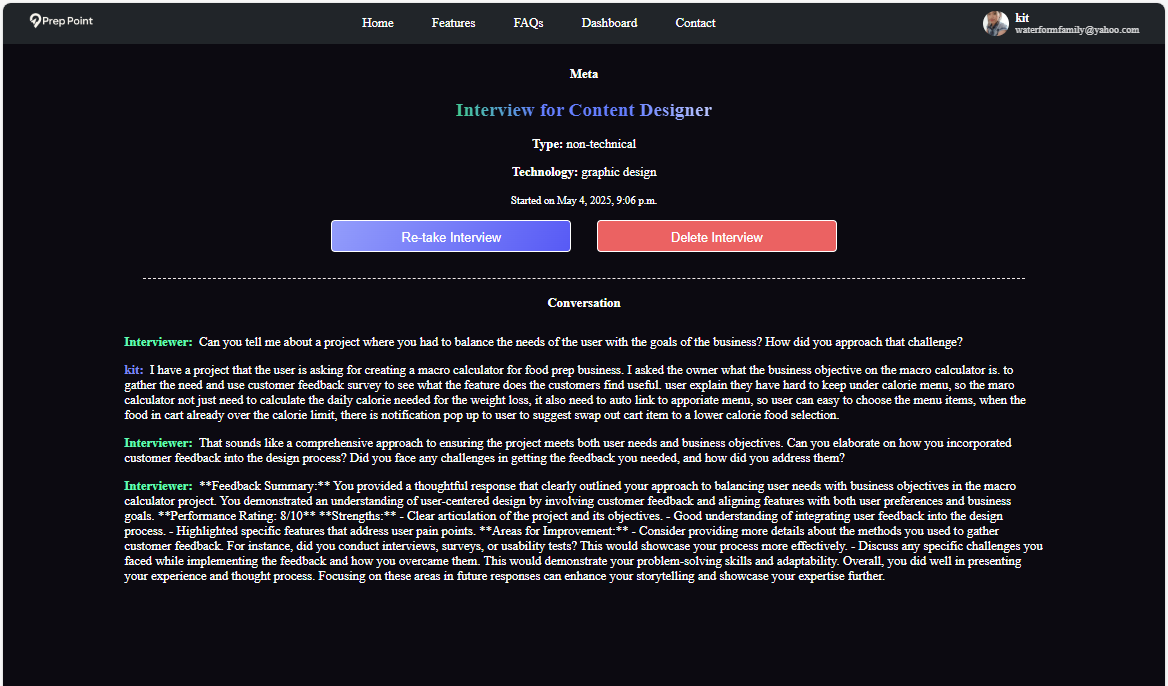 Prep Point
Home Features FAQs Dashboard Contact
kit
waterformfamily@yahoo.com
Meta
Interview for Content Designer
Type: non-technical
Technology: graphic design
Started on May 4, 2025, 9:06 p.m.
Re-take Interview Delete Interview
Conversation
Interviewer: Can you tell me about a project where you had to balance the needs of the user with the goals of the business? How did you approach that challenge?
kit: I have a project that the user is asking for creating a macro calculator for food prep business. I asked the owner what the business objective on the macro calculator is. to
gather the need and use customer feedback survey to see what the feature does the customers find useful. user explain they have hard to keep under calorie menu, so the maro
calculator not just need to calculate the daily calorie needed for the weight loss, it also need to auto link to apporiate menu, so user can easy to choose the menu items, when the
food in cart already over the calorie limit, there is notification pop up to user to suggest swap out cart item to a lower calorie food selection.
Interviewer: That sounds like a comprehensive approach to ensuring the project meets both user needs and business objectives. Can you elaborate on how you incorporated
customer feedback into the design process? Did you face any challenges in getting the feedback you needed, and how did you address them?
Interviewer: **Feedback Summary:** You provided a thoughtful response that clearly outlined your approach to balancing user needs with business objectives in the macro
calculator project. You demonstrated an understanding of user-centered design by involving customer feedback and aligning features with both user preferences and business
goals. **Performance Rating: 8/10** **Strengths:** - Clear articulation of the project and its objectives. - Good understanding of integrating user feedback into the design
process. - Highlighted specific features that address user pain points. **Areas for Improvement:** - Consider providing more details about the methods you used to gather
customer feedback. For instance, did you conduct interviews, surveys, or usability tests? This would showcase your process more effectively. - Discuss any specific challenges you
faced while implementing the feedback and how you overcame them. This would demonstrate your problem-solving skills and adaptability. Overall, you did well in presenting
your experience and thought process. Focusing on these areas in future responses can enhance your storytelling and showcase your expertise further.